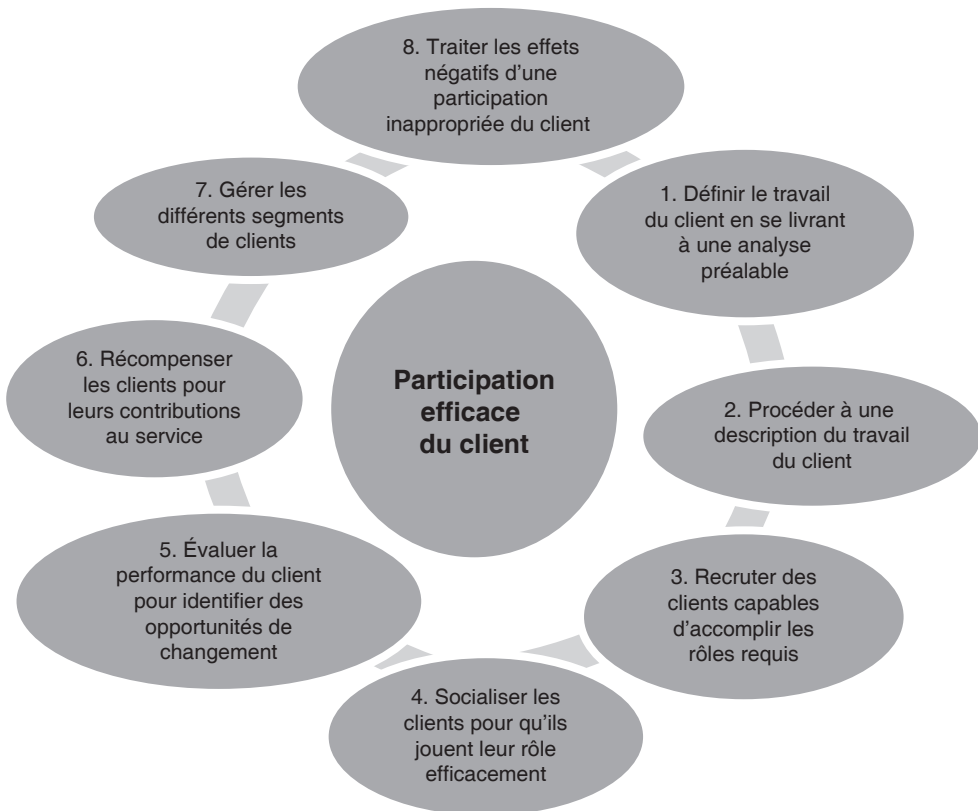 8. Traiter les effets
négatifs d'une
participation
inappropriée du client
7. Gérer les
différents segments
de clients
1. Définir le travail
du client en se livrant
à une analyse
préalable
6. Récompenser
les clients pour
leurs contributions
au service
Participation
efficace
du client
2. Procéder à une
description du travail
du client
5. Évaluer la
performance du client
pour identifier des
opportunités de
changement
3. Recruter des
clients capables
d'accomplir les
rôles requis
4. Socialiser les
clients pour qu'ils
jouent leur rôle
efficacement